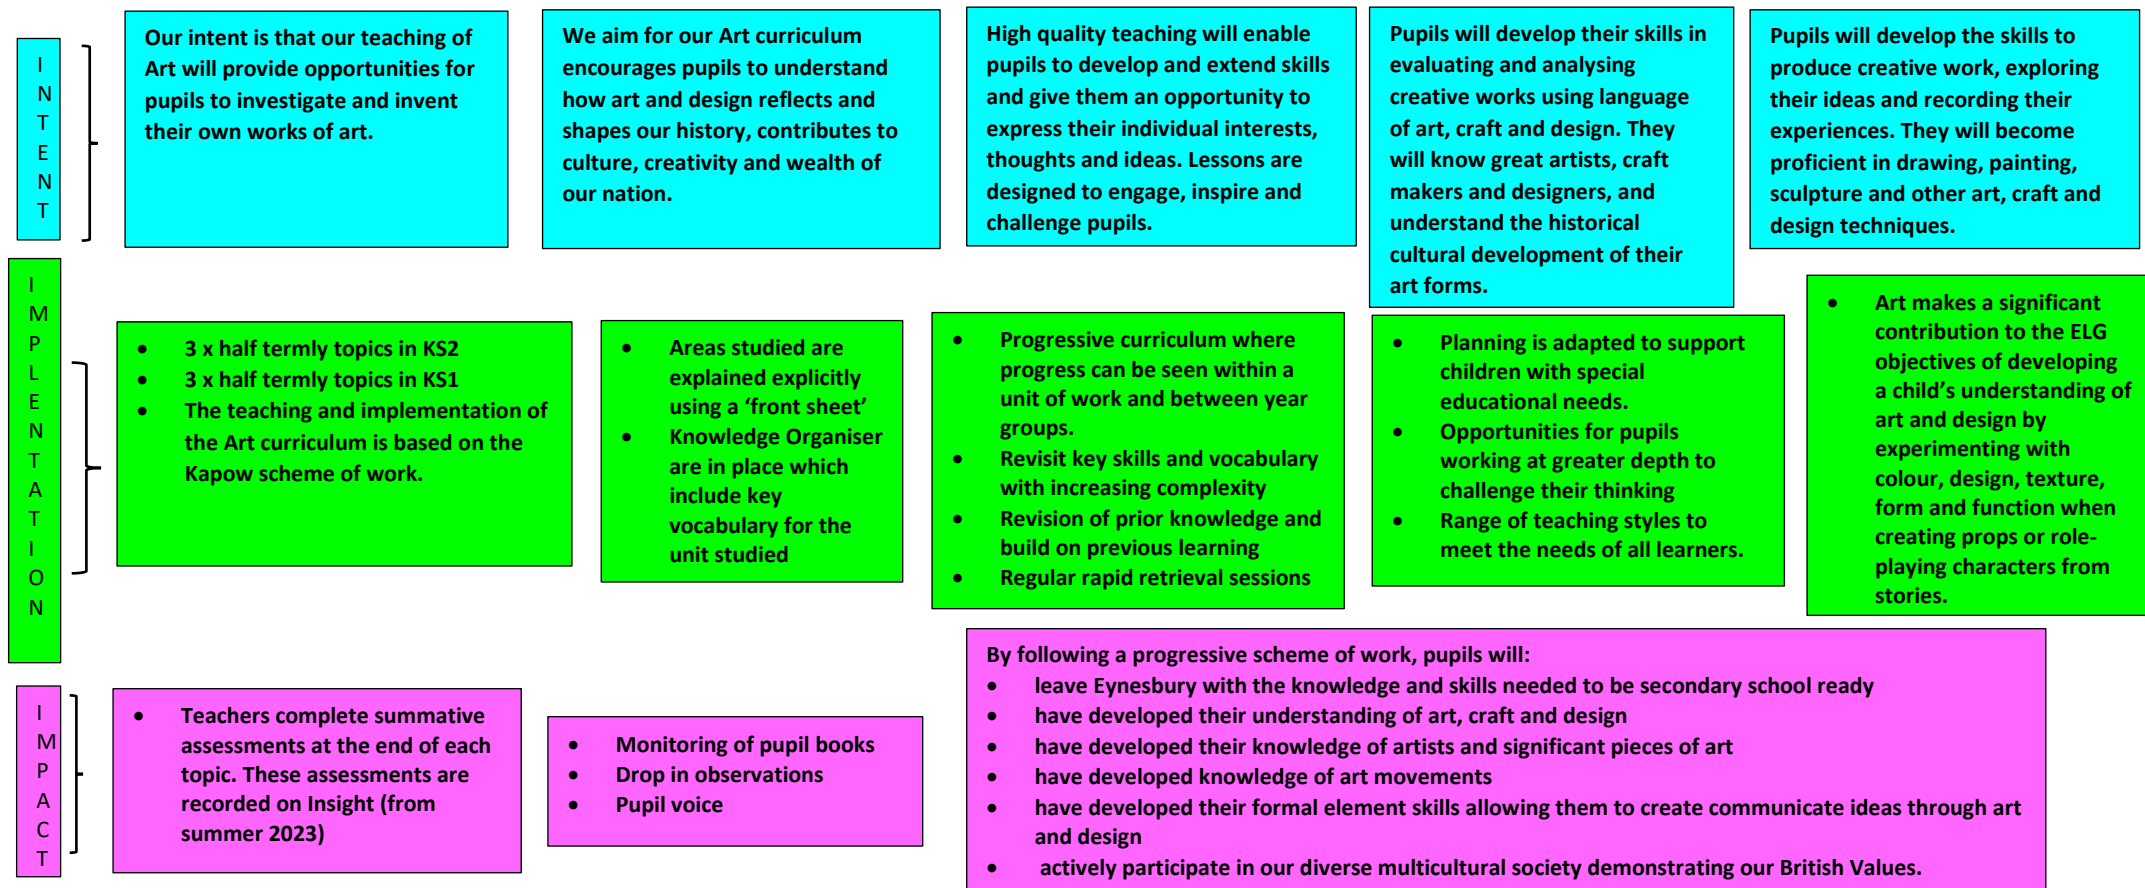 INTENT
Our intent is that our teaching of
Art will provide opportunities for
pupils to investigate and invent
their own works of art.
We aim for our Art curriculum
encourages pupils to understand
how art and design reflects and
shapes our history, contributes to
culture, creativity and wealth of
our nation.
High quality teaching will enable
pupils to develop and extend skills
and give them an opportunity to
express their individual interests,
thoughts and ideas. Lessons are
designed to engage, inspire and
challenge pupils.
Pupils will develop their skills in
evaluating and analysing
creative works using language
of art, craft and design. They
will know great artists, craft
makers and designers, and
understand the historical
cultural development of their
art forms.
Pupils will develop the skills to
produce creative work, exploring
their ideas and recording their
experiences. They will become
proficient in drawing, painting,
sculpture and other art, craft and
design techniques.
IMPLENTATION
• 3 x half termly topics in KS2
• 3 x half termly topics in KS1
• The teaching and implementation of
the Art curriculum is based on the
Kapow scheme of work.
• Areas studied are
explained explicitly
using a ‘front sheet’
• Knowledge Organiser
are in place which
include key
vocabulary for the
unit studied
• Progressive curriculum where
progress can be seen within a
unit of work and between year
groups.
• Revisit key skills and vocabulary
with increasing complexity
• Revision of prior knowledge and
build on previous learning
• Regular rapid retrieval sessions
• Planning is adapted to support
children with special
educational needs.
• Opportunities for pupils
working at greater depth to
challenge their thinking
• Range of teaching styles to
meet the needs of all learners.
• Art makes a significant
contribution to the ELG
objectives of developing
a child’s understanding of
art and design by
experimenting with
colour, design, texture,
form and function when
creating props or role-
playing characters from
stories.
IMPACT
• Teachers complete summative
assessments at the end of each
topic. These assessments are
recorded on Insight (from
summer 2023)
• Monitoring of pupil books
• Drop in observations
• Pupil voice
By following a progressive scheme of work, pupils will:
• leave Eynesbury with the knowledge and skills needed to be secondary school ready
• have developed their understanding of art, craft and design
• have developed their knowledge of artists and significant pieces of art
• have developed knowledge of art movements
• have developed their formal element skills allowing them to create communicate ideas through art
and design
• actively participate in our diverse multicultural society demonstrating our British Values.